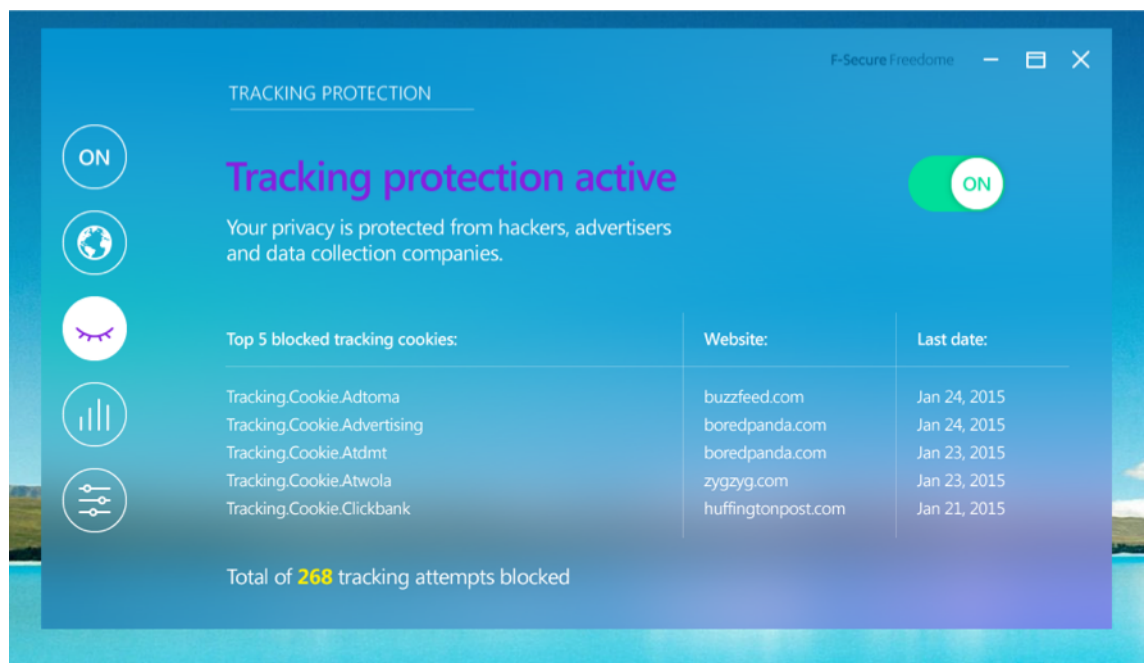 F-Secure Freedome
TRACKING PROTECTION
ON
Tracking protection active
ON
Your privacy is protected from hackers, advertisers
and data collection companies.
Top 5 blocked tracking cookies: Website: Last date:
Tracking.Cookie.Adtoma buzzfeed.com Jan 24, 2015
Tracking.Cookie.Advertising boredpanda.com Jan 24, 2015
Tracking.Cookie.Atdmt boredpanda.com Jan 23, 2015
Tracking.Cookie.Atwola zygzyg.com Jan 23, 2015
Tracking.Cookie.Clickbank huffingtonpost.com Jan 21, 2015
Total of 268 tracking attempts blocked